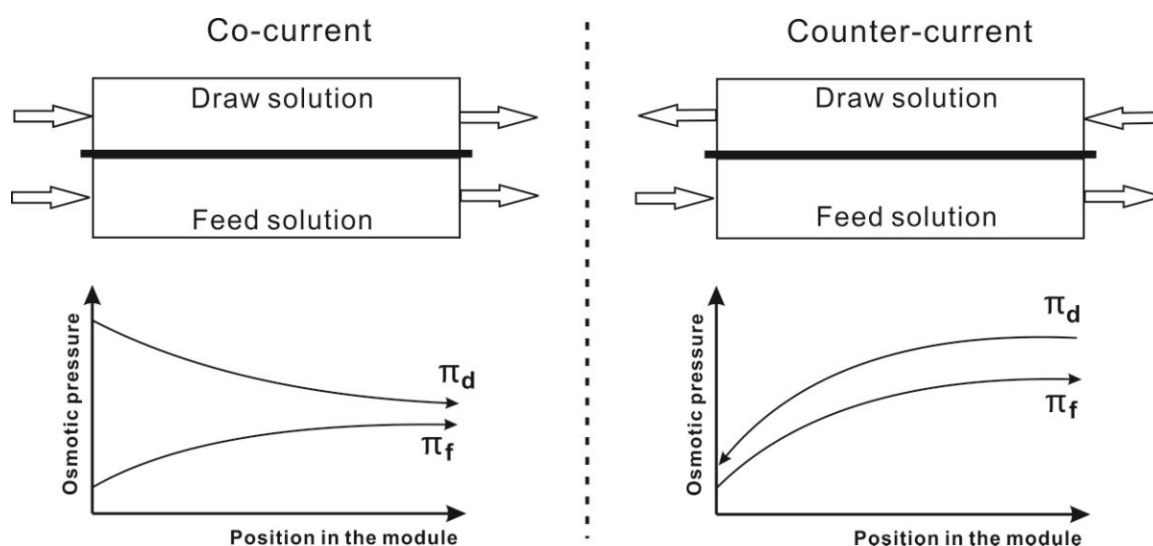 Co-current
Draw solution
Feed solution
Osmotic pressure
πd
πf
Position in the module
Counter-current
Draw solution
Feed solution
Osmotic pressure
πd
πf
Position in the module